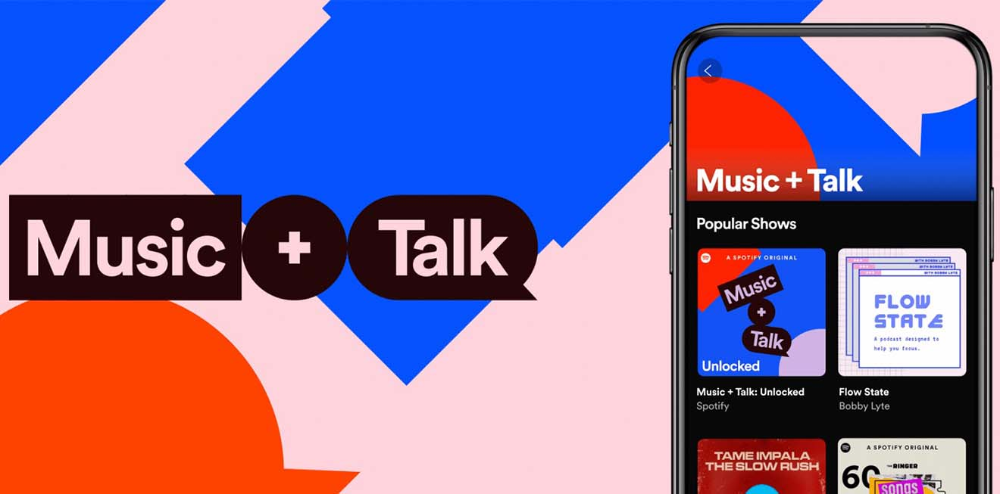 Music + Talk
Music + Talk
Popular Shows
A SPOTIFY ORIGINAL
Music
+
Talk
Unlocked
Music + Talk: Unlocked
Spotify
WITH BOBBY LYTE
WITH BOBBY LYTE
WITH BOBBY LYTE
FLOW
STATE
A podcast designed to
help you focus.
Flow State
Bobby Lyte
TAME IMPALA
THE SLOW RUSH
A SPOTIFY ORIGINAL
THE RINGER
60
songs